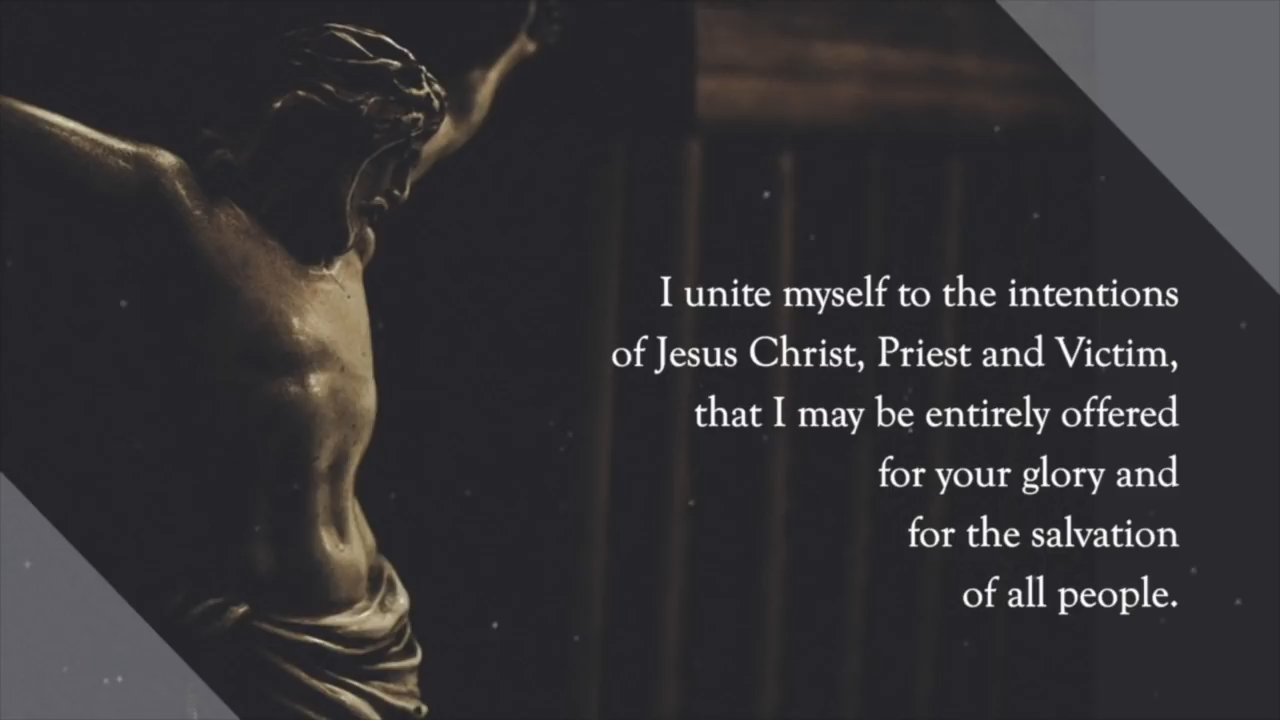 I unite myself to the intentions
of Jesus Christ, Priest and Victim,
that I may be entirely offered
for your glory and
for the salvation
of all people.